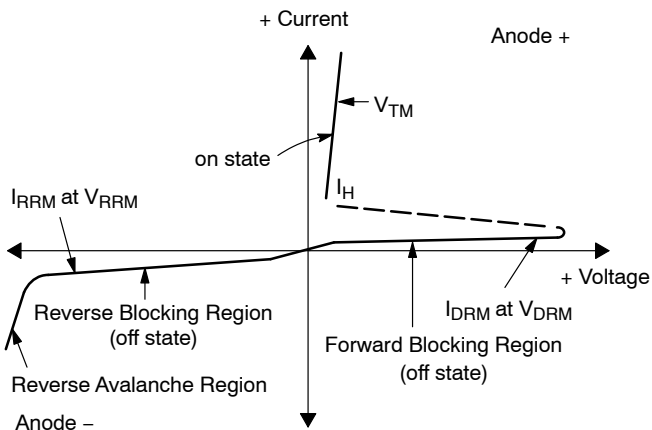 + Current
Anode +
V_TM
on state
I_H
I_RRM at V_RRM
+ Voltage
Reverse Blocking Region
(off state)
I_DRM at V_DRM
Forward Blocking Region
(off state)
Reverse Avalanche Region
Anode −